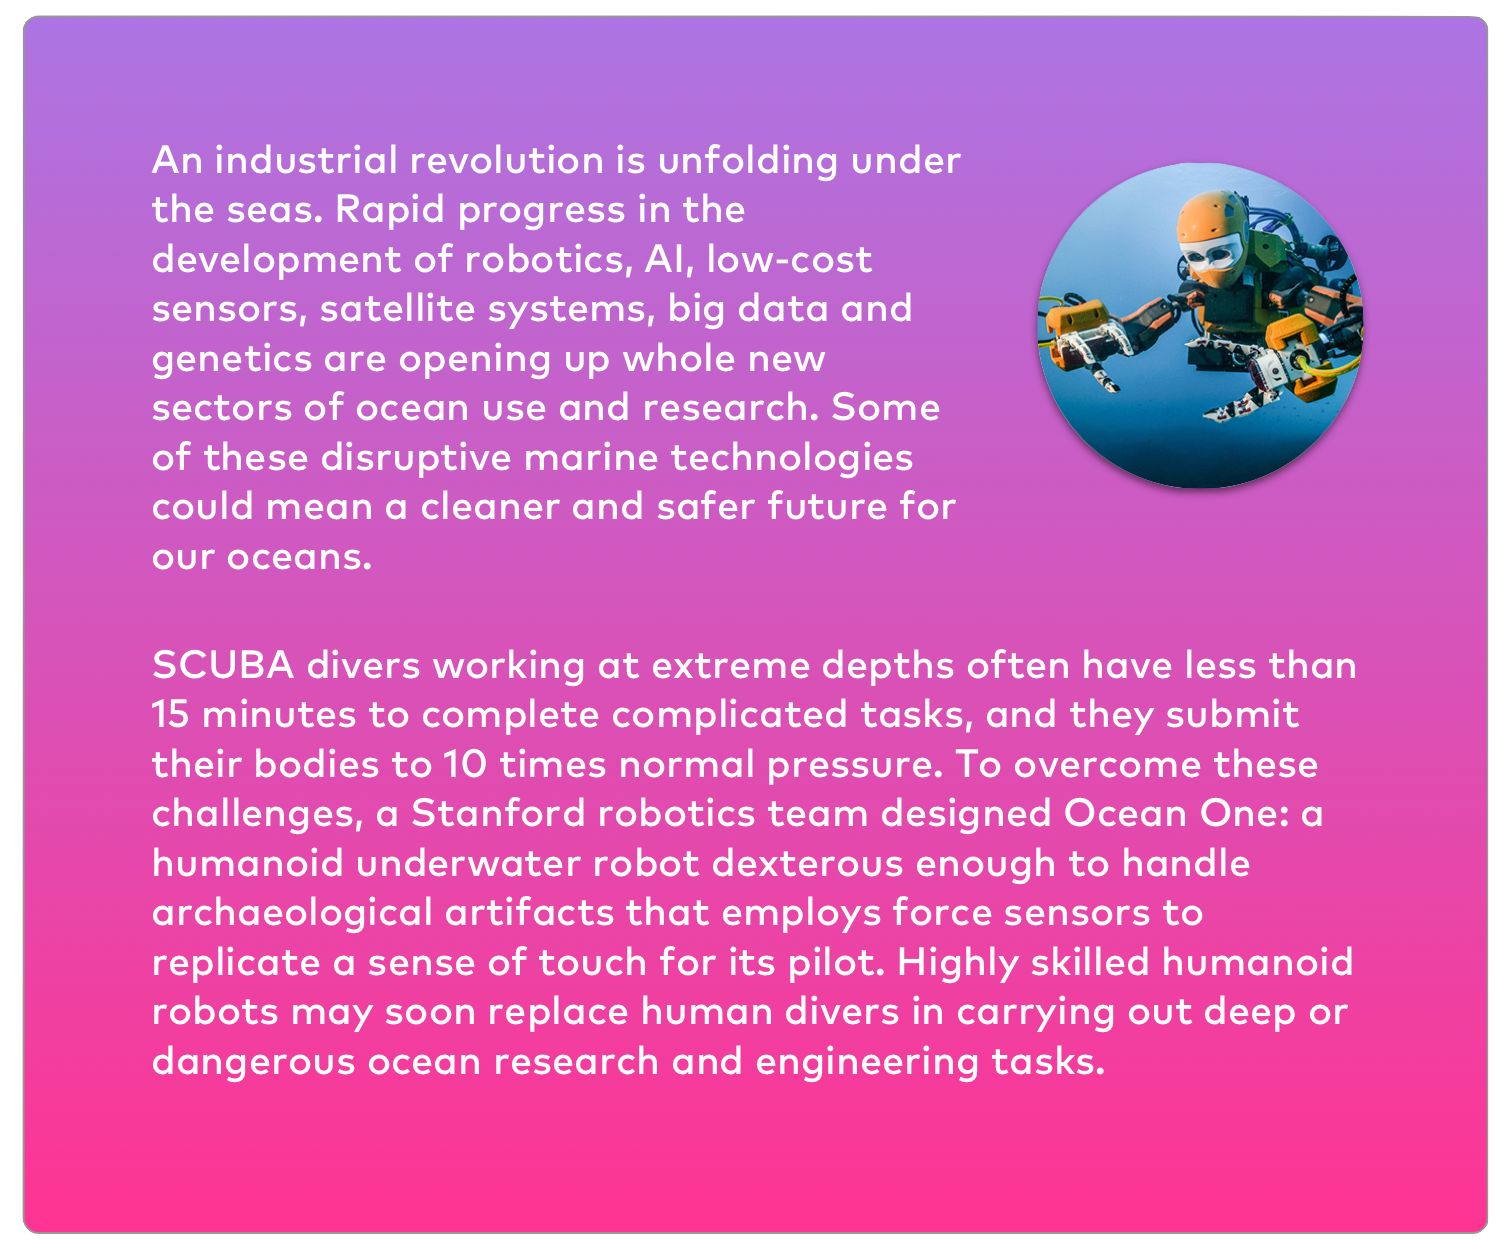 An industrial revolution is unfolding under
the seas. Rapid progress in the
development of robotics, AI, low-cost
sensors, satellite systems, big data and
genetics are opening up whole new
sectors of ocean use and research. Some
of these disruptive marine technologies
could mean a cleaner and safer future for
our oceans.
SCUBA divers working at extreme depths often have less than
15 minutes to complete complicated tasks, and they submit
their bodies to 10 times normal pressure. To overcome these
challenges, a Stanford robotics team designed Ocean One: a
humanoid underwater robot dexterous enough to handle
archaeological artifacts that employs force sensors to
replicate a sense of touch for its pilot. Highly skilled humanoid
robots may soon replace human divers in carrying out deep or
dangerous ocean research and engineering tasks.